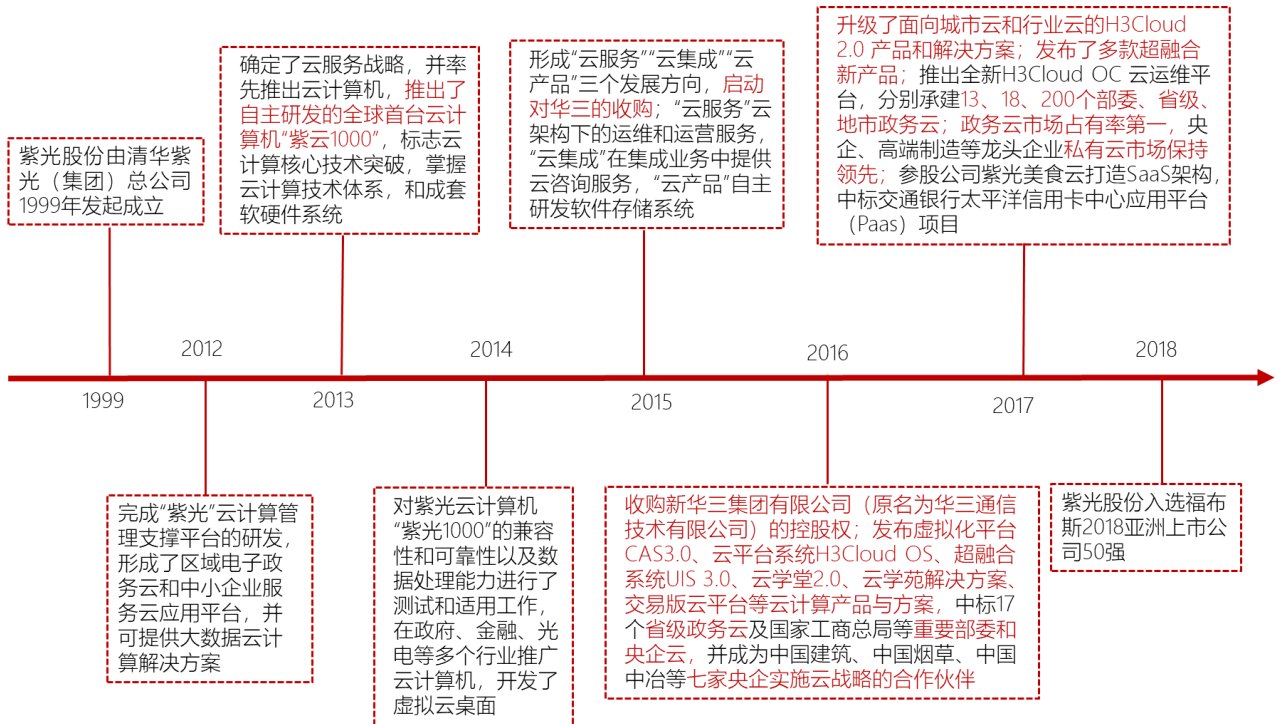 紫光股份由清华紫
光（集团）总公司
1999年发起成立
确定了云服务战略，并率
先推出云计算机，推出了
自主研发的全球首台云计
算机“紫云1000”，标志云
计算核心技术突破，掌握
云计算技术体系，和成套
软硬件系统
形成“云服务”“云集成”“云
产品”三个发展方向，启动
对华三的收购；“云服务”云
架构下的运维和运营服务，
“云集成”在集成业务中提供
云咨询服务，“云产品”自主
研发软件存储系统
升级了面向城市云和行业云的H3Cloud
2.0 产品和解决方案；发布了多款超融合
新产品；推出全新H3Cloud OC 云运维平
台，分别承建13、18、200个部委、省级、
地市政务云；政务云市场占有率第一，央
企、高端制造等龙头企业私有云市场保持
领先；参股公司紫光美食云打造SaaS架构，
中标交通银行太平洋信用卡中心应用平台
（Paas）项目
2012
2014
2016
2018
1999
2013
2015
2017
完成“紫光”云计算管
理支撑平台的研发，
形成了区域电子政
务云和中小企业服
务云应用平台，并
可提供大数据云计
算解决方案
对紫光云计算机
“紫光1000”的兼容
性和可靠性以及数
据处理能力进行了
测试和适用工作，
在政府、金融、光
电等多个行业推广
云计算机，开发了
虚拟云桌面
收购新华三集团有限公司（原名为华三通信
技术有限公司）的控股权；发布虚拟化平台
CAS3.0、云平台系统H3Cloud OS、超融合
系统UIS 3.0、云学堂2.0、云学苑解决方案、
交易版云平台等云计算产品与方案，中标17
个省级政务云及国家工商总局等重要部委和
央企云，并成为中国建筑、中国烟草、中国
中冶等七家央企实施云战略的合作伙伴
紫光股份入选福布
斯2018亚洲上市公
司50强